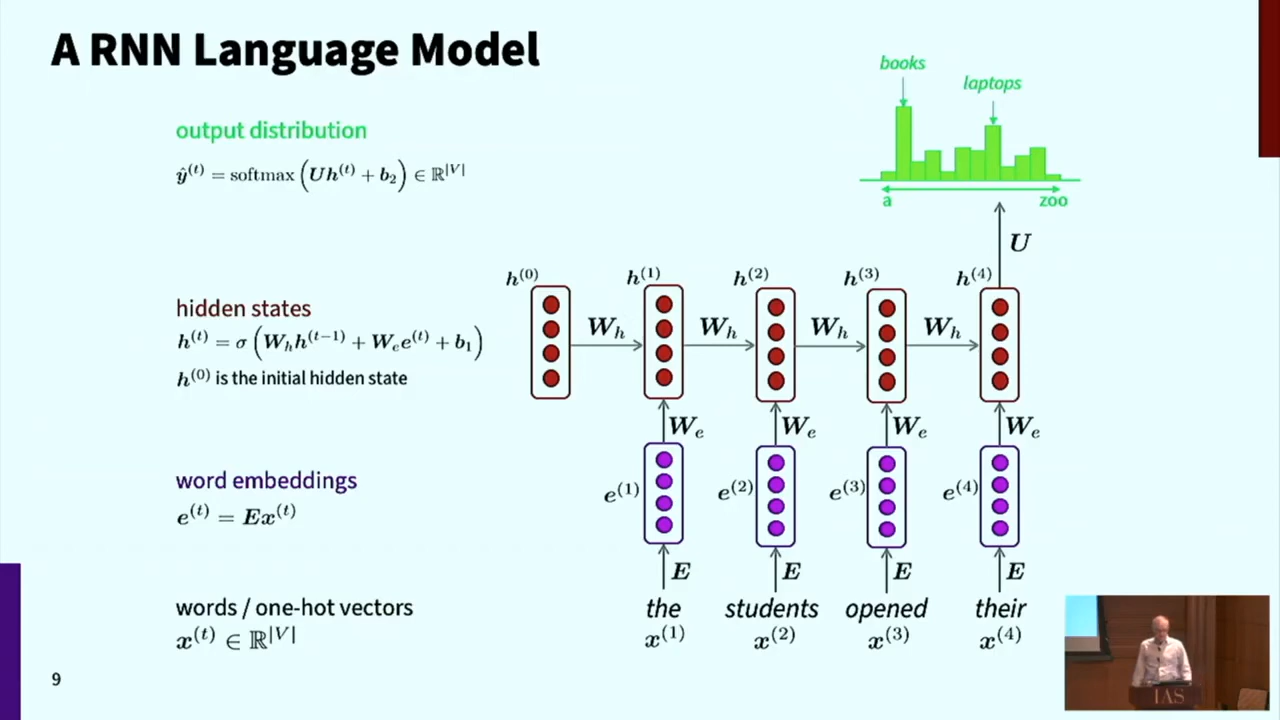 A RNN Language Model
books
laptops
output distribution
ŷ^(t) = softmax (Uh^(t) + b₂) ∈ ℝ^|V|
a
zoo
U
h^(0)
h^(1)
h^(2)
h^(3)
h^(4)
hidden states
h^(t) = σ (W_h h^(t−1) + W_e e^(t) + b₁)
h^(0) is the initial hidden state
W_h
W_h
W_h
W_h
W_e
W_e
W_e
W_e
word embeddings
e^(t) = Ex^(t)
e^(1)
e^(2)
e^(3)
e^(4)
E
E
E
E
words / one-hot vectors
the students opened their
x^(t) ∈ ℝ^|V|
x^(1) x^(2) x^(3) x^(4)
9
IAS